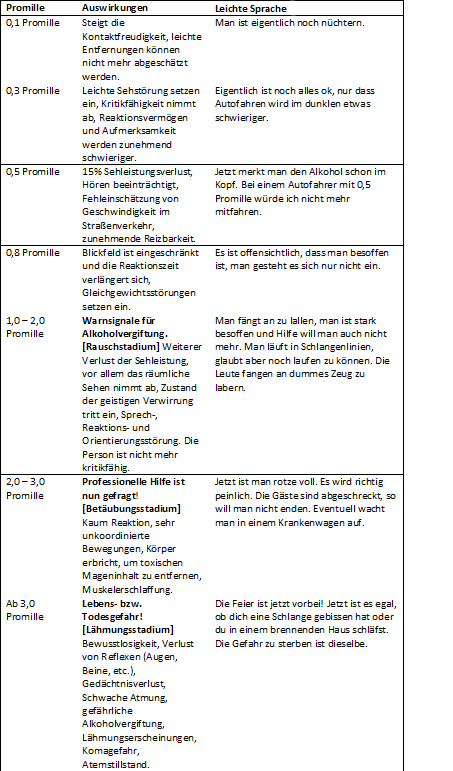 Promille Auswirkungen Leichte Sprache
0,1 Promille Steigt die Man ist eigentlich noch nüchtern.
Kontaktfreudigkeit, leichte
Entfernungen können
nicht mehr abgeschätzt
werden.
0,3 Promille Leichte Sehstörung setzen Eigentlich ist noch alles ok, nur dass
ein, Kritikfähigkeit nimmt Autofahren wird im dunklen etwas
ab, Reaktionsvermögen schwieriger.
und Aufmerksamkeit
werden zunehmend
schwieriger.
0,5 Promille 15% Sehleistungsverlust, Jetzt merkt man den Alkohol schon im
Hören beeinträchtigt, Kopf. Bei einem Autofahrer mit 0,5
Fehleinschätzung von Promille würde ich nicht mehr
Geschwindigkeit im mitfahren.
Straßenverkehr,
zunehmende Reizbarkeit.
0,8 Promille Blickfeld ist eingeschränkt Es ist offensichtlich, dass man besoffen
und die Reaktionszeit ist, man gesteht es sich nur nicht ein.
verlängert sich,
Gleichgewichtsstörungen
setzen ein.
1,0 – 2,0 Warnsignale für Man fängt an zu lallen, man ist stark
Promille Alkoholvergiftung. besoffen und Hilfe will man auch nicht
[Rauschstadium] Weiterer mehr. Man läuft in Schlangenlinien,
Verlust der Sehleistung, glaubt aber noch laufen zu können. Die
vor allem das räumliche Leute fangen an dummes Zeug zu
Sehen nimmt ab, Zustand labern.
der geistigen Verwirrung
tritt ein, Sprech-,
Reaktions- und
Orientierungsstörung. Die
Person ist nicht mehr
kritikfähig.
2,0 – 3,0 Professionelle Hilfe ist Jetzt ist man rotze voll. Es wird richtig
Promille nun gefragt! peinlich. Die Gäste sind abgeschreckt, so
[Betäubungsstadium] will man nicht enden. Eventuell wacht
Kaum Reaktion, sehr man in einem Krankenwagen auf.
unkoordinierte
Bewegungen, Körper
erbricht, um toxischen
Mageninhalt zu entfernen,
Muskelerschlaffung.
Ab 3,0 Lebens- bzw. Die Feier ist jetzt vorbei! Jetzt ist es egal,
Promille Todesgefahr! ob dich eine Schlange gebissen hat oder
[Lähmungsstadium] du in einem brennenden Haus schläfst.
Bewusstlosigkeit, Verlust Die Gefahr zu sterben ist dieselbe.
von Reflexen (Augen,
Beine, etc.),
Gedächtnisverlust,
Schwache Atmung,
gefährliche
Alkoholvergiftung,
Lähmungserscheinungen,
Komagefahr,
Atemstillstand.